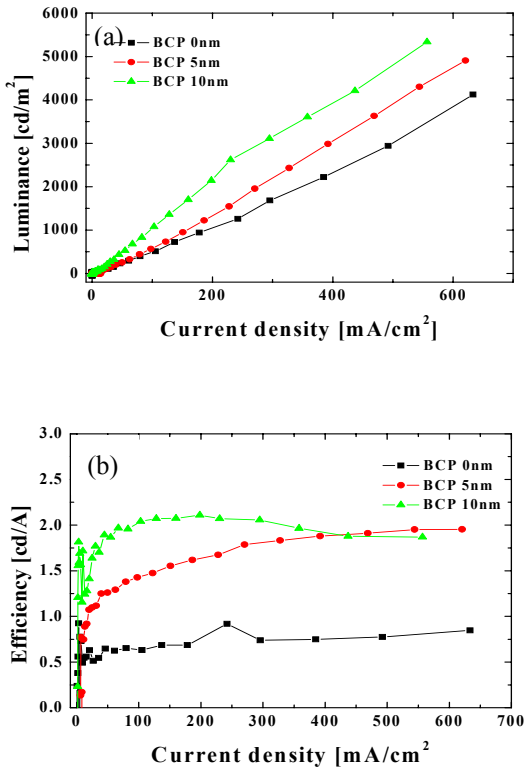 (a)
BCP 0nm
BCP 5nm
BCP 10nm
6000
5000
4000
3000
2000
1000
0
Luminance [cd/m²]
0 200 400 600
Current density [mA/cm²]
(b)
BCP 0nm
BCP 5nm
BCP 10nm
3.0
2.5
2.0
1.5
1.0
0.5
0.0
Efficiency [cd/A]
0 100 200 300 400 500 600 700
Current density [mA/cm²